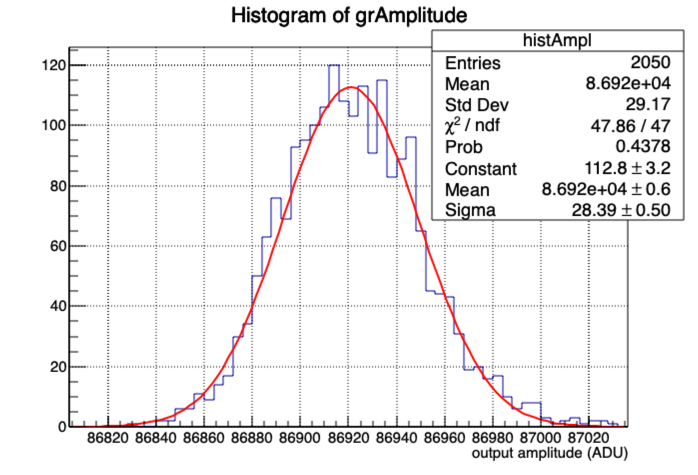 Histogram of grAmplitude
histAmpl
Entries 2050
Mean 8.692e+04
Std Dev 29.17
χ² / ndf 47.86 / 47
Prob 0.4378
Constant 112.8 ± 3.2
Mean 8.692e+04 ± 0.6
Sigma 28.39 ± 0.50
120
100
80
60
40
20
0
86820 86840 86860 86880 86900 86920 86940 86960 86980 87000 87020
output amplitude (ADU)